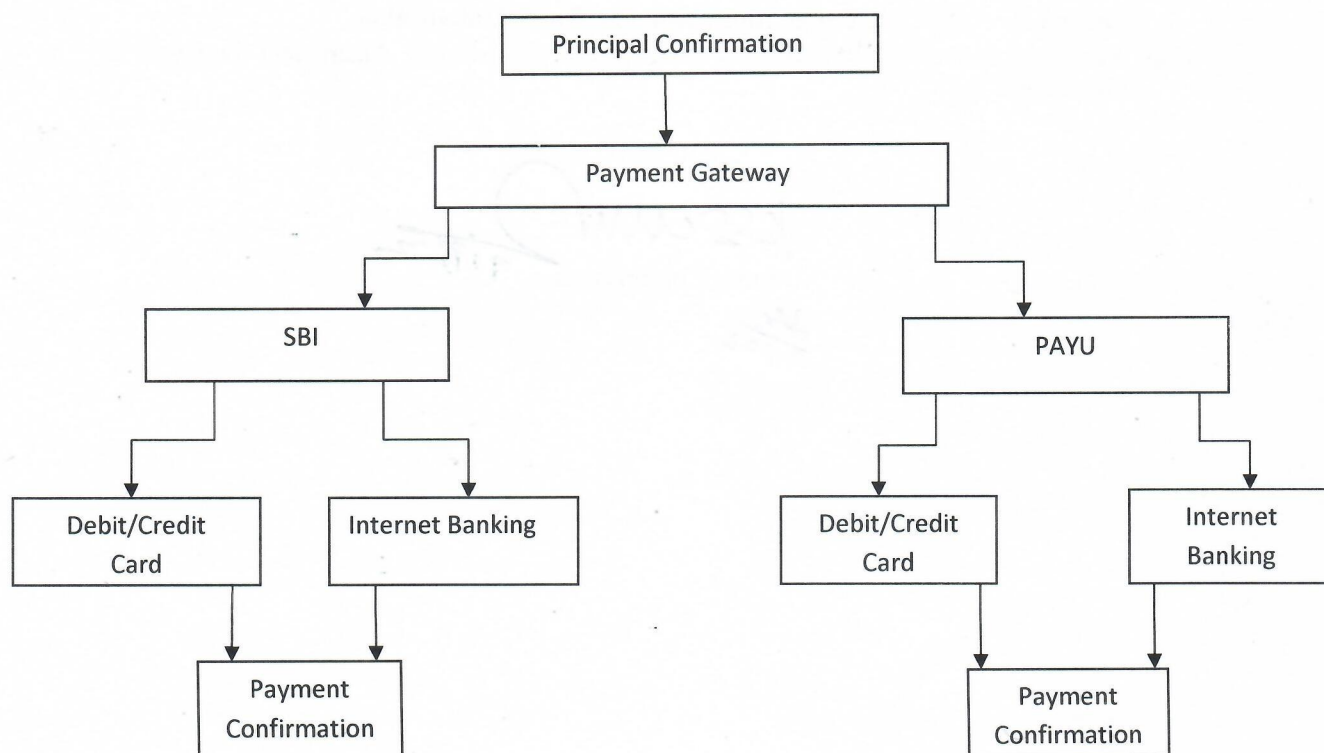 Principal Confirmation
Payment Gateway
SBI
PAYU
Debit/Credit
Card
Internet Banking
Debit/Credit
Card
Internet
Banking
Payment
Confirmation
Payment
Confirmation